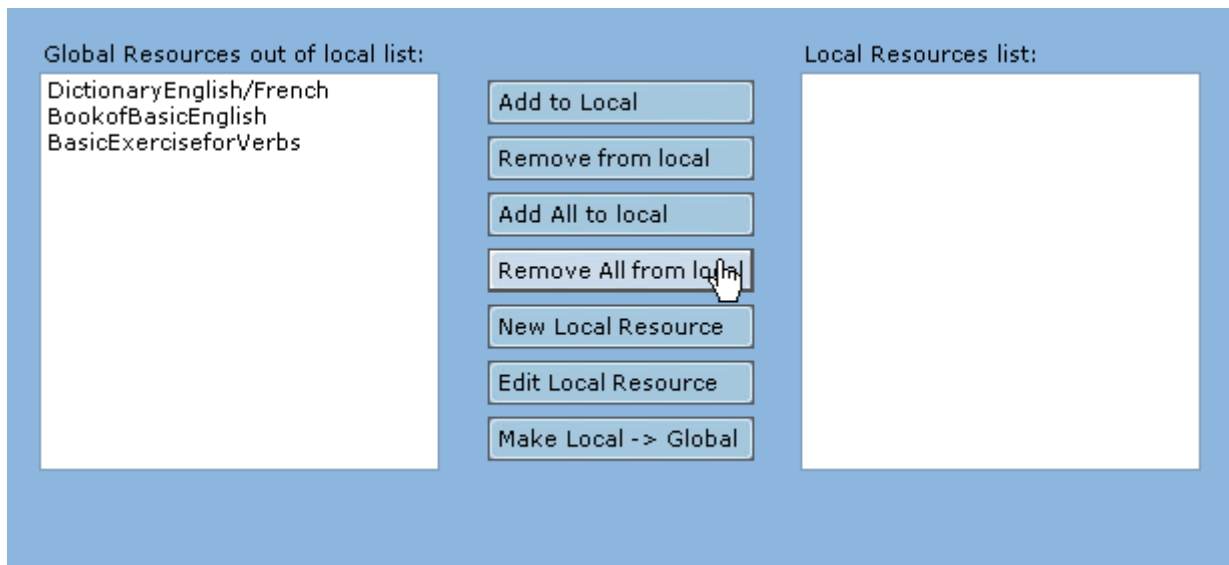 Global Resources out of local list:
DictionaryEnglish/French
BookofBasicEnglish
BasicExerciseforVerbs
Add to Local
Remove from local
Add All to local
Remove All from local
New Local Resource
Edit Local Resource
Make Local -> Global
Local Resources list: